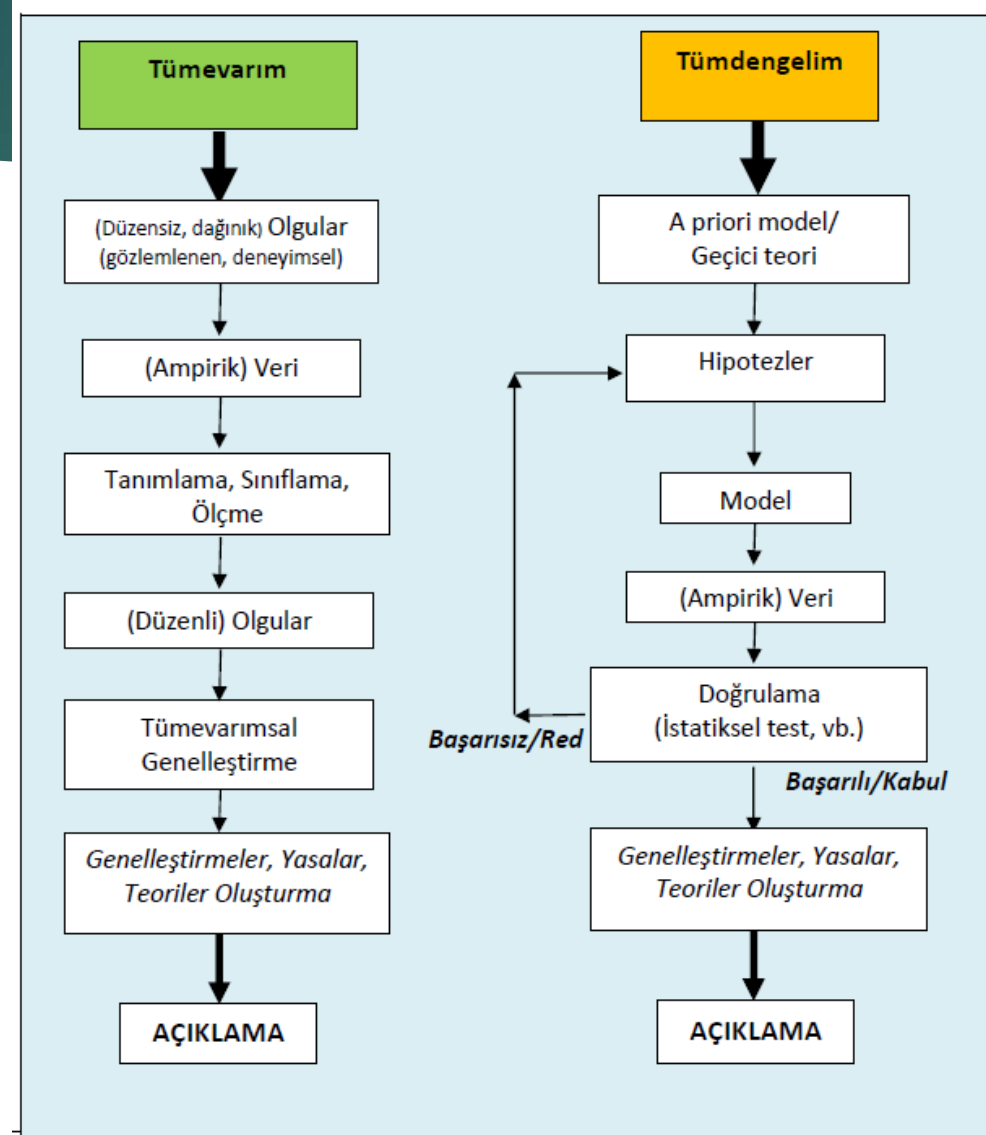 Tümevarım
(Düzensiz, dağınık) Olgular
(gözlemlenen, deneyimsel)
(Ampirik) Veri
Tanımlama, Sınıflama,
Ölçme
(Düzenli) Olgular
Tümevarımsal
Genelleştirme
Genelleştirmeler, Yasalar,
Teoriler Oluşturma
AÇIKLAMA
Tümdengelim
A priori model/
Geçici teori
Hipotezler
Model
(Ampirik) Veri
Doğrulama
(İstatiksel test, vb.)
Başarısız/Red
Başarılı/Kabul
Genelleştirmeler, Yasalar,
Teoriler Oluşturma
AÇIKLAMA